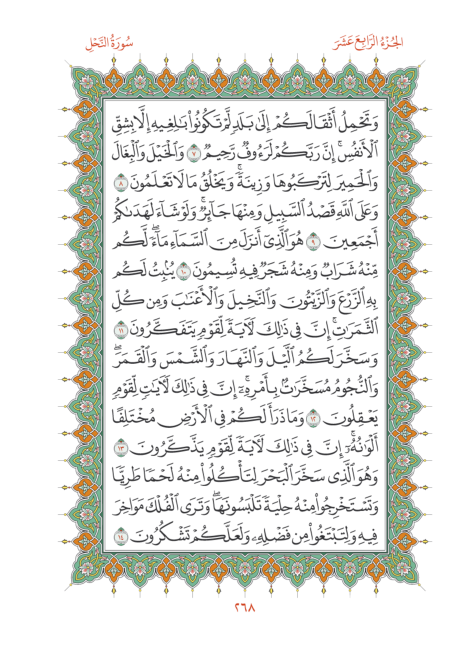 الجُزْءُ الرَّابِعَ عَشَرَ
سُورَةُ النَّحْلِ
وَتَحْمِلُ أَثْقَالَكُمْ إِلَىٰ بَلَدٍ لَّمْ تَكُونُوا۟ بَٰلِغِيهِ إِلَّا بِشِقِّ
ٱلْأَنفُسِ ۚ إِنَّ رَبَّكُمْ لَرَءُوفٌ رَّحِيمٌ ٧ وَٱلْخَيْلَ وَٱلْبِغَالَ
وَٱلْحَمِيرَ لِتَرْكَبُوهَا وَزِينَةً ۚ وَيَخْلُقُ مَا لَا تَعْلَمُونَ ٨
وَعَلَى ٱللَّهِ قَصْدُ ٱلسَّبِيلِ وَمِنْهَا جَآئِرٌ ۚ وَلَوْ شَآءَ لَهَدَىٰكُمْ
أَجْمَعِينَ ٩ هُوَ ٱلَّذِىٓ أَنزَلَ مِنَ ٱلسَّمَآءِ مَآءً ۖ لَّكُم
مِّنْهُ شَرَابٌ وَمِنْهُ شَجَرٌ فِيهِ تُسِيمُونَ ١٠ يُنۢبِتُ لَكُم
بِهِ ٱلزَّرْعَ وَٱلزَّيْتُونَ وَٱلنَّخِيلَ وَٱلْأَعْنَٰبَ وَمِن كُلِّ
ٱلثَّمَرَٰتِ ۗ إِنَّ فِى ذَٰلِكَ لَءَايَةً لِّقَوْمٍ يَتَفَكَّرُونَ ١١
وَسَخَّرَ لَكُمُ ٱلَّيْلَ وَٱلنَّهَارَ وَٱلشَّمْسَ وَٱلْقَمَرَ ۖ
وَٱلنُّجُومُ مُسَخَّرَٰتٌۢ بِأَمْرِهِۦٓ ۗ إِنَّ فِى ذَٰلِكَ لَءَايَٰتٍ لِّقَوْمٍ
يَعْقِلُونَ ١٢ وَمَا ذَرَأَ لَكُمْ فِى ٱلْأَرْضِ مُخْتَلِفًا
أَلْوَٰنُهُۥٓ ۗ إِنَّ فِى ذَٰلِكَ لَءَايَةً لِّقَوْمٍ يَذَّكَّرُونَ ١٣
وَهُوَ ٱلَّذِى سَخَّرَ ٱلْبَحْرَ لِتَأْكُلُوا۟ مِنْهُ لَحْمًا طَرِيًّا
وَتَسْتَخْرِجُوا۟ مِنْهُ حِلْيَةً تَلْبَسُونَهَا ۖ وَتَرَى ٱلْفُلْكَ مَوَاخِرَ
فِيهِ وَلِتَبْتَغُوا۟ مِن فَضْلِهِۦ وَلَعَلَّكُمْ تَشْكُرُونَ ١٤
٢٦٨